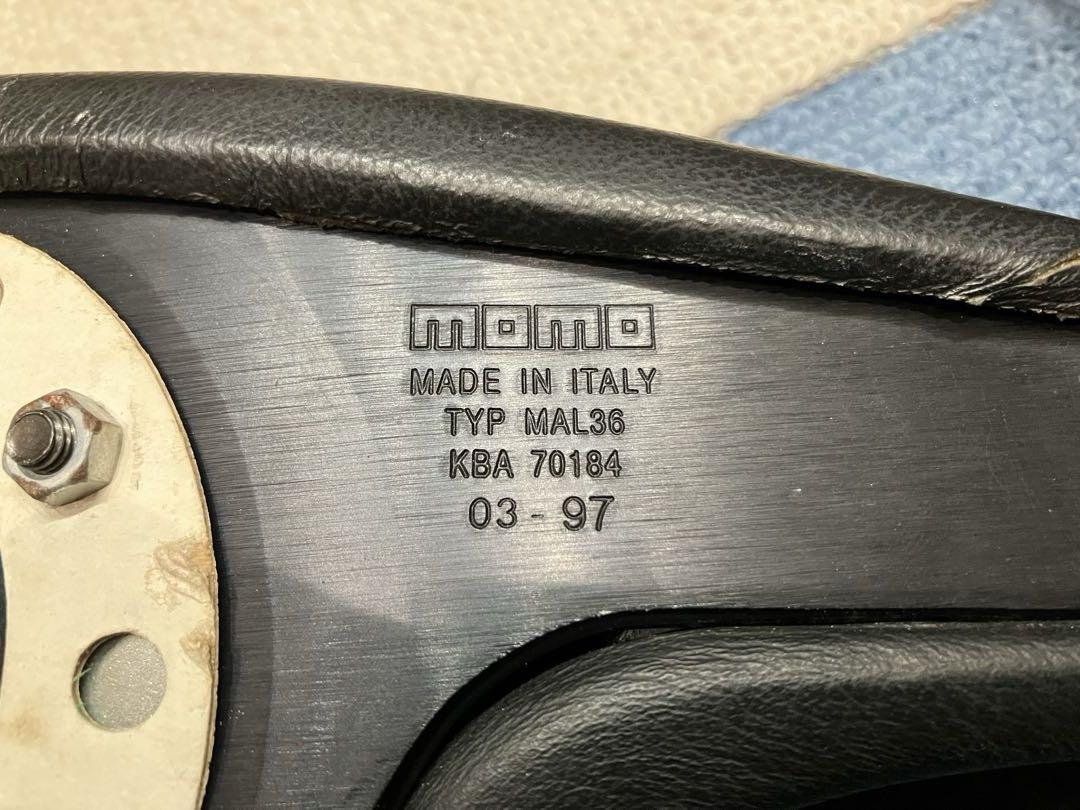 momo
MADE IN ITALY
TYP MAL36
KBA 70184
03 - 97